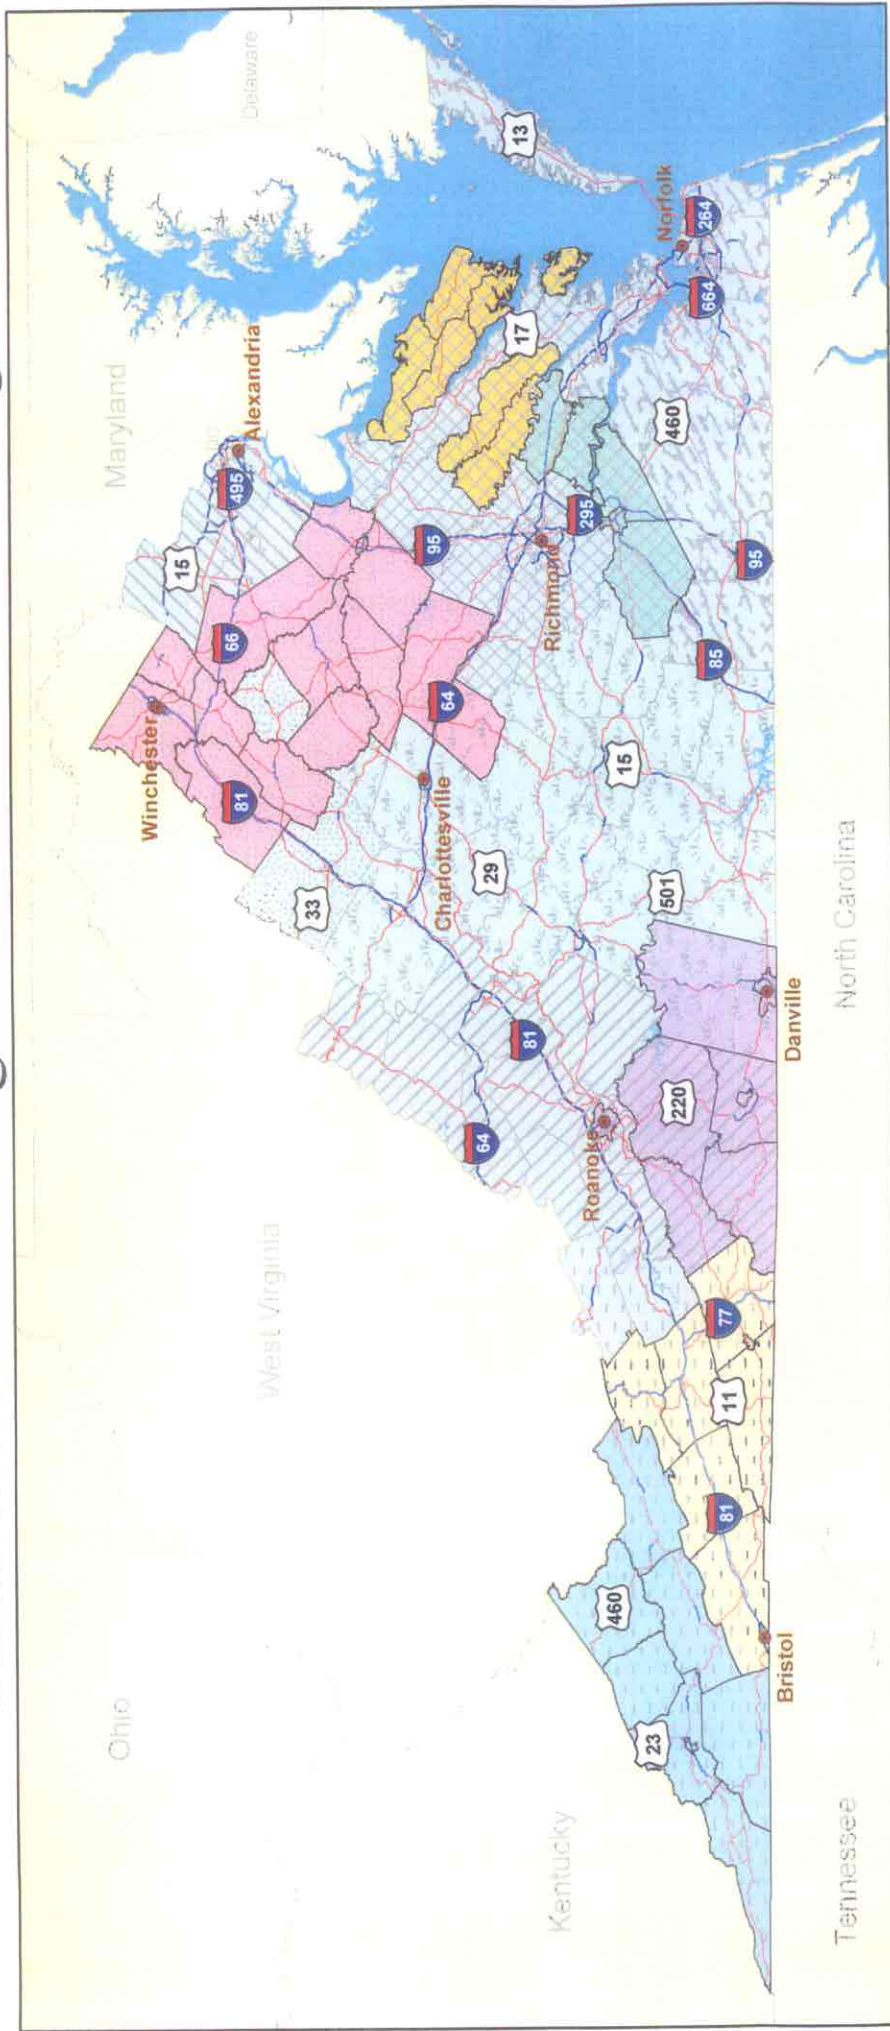 Ohio
West Virginia
Maryland
Delaware
Kentucky
Tennessee
North Carolina
Winchester
Alexandria
Charlottesville
Richmond
Norfolk
Roanoke
Danville
Bristol
81
66
15
495
33
64
95
29
17
13
295
264
664
460
64
81
15
85
95
501
220
77
11
81
460
23